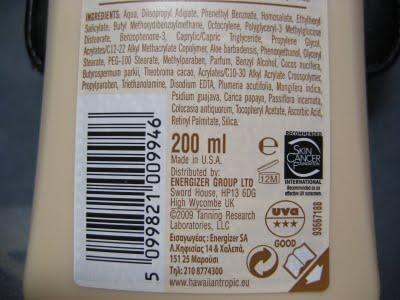 INGREDIENTS: Aqua, Diisopropyl Adipate, Phenethyl Benzoate, Homosalate, Ethylhexyl
Salicylate, Butyl Methoxydibenzoylmethane, Octocrylene, Polyglyceryl-3 Methylglucose
Distearate, Benzophenone-3, Caprylic/Capric Triglyceride, Propylene Glycol,
Acrylates/C12-22 Alkyl Methacrylate Copolymer, Aloe barbadensis, Phenoxyethanol, Glyceryl
Stearate, PEG-100 Stearate, Methylparaben, Parfum, Benzyl Alcohol, Cocos nucifera,
Butyrospermum parkii, Theobroma cacao, Acrylates/C10-30 Alkyl Acrylate Crosspolymer,
Propylparaben, Triethanolamine, Disodium EDTA, Plumeria acutifolia, Mangifera indica,
Psidium guajava, Carica papaya, Passiflora incarnata,
Colocasia antiquorum, Tocopheryl Acetate, Ascorbic Acid,
Retinyl Palmitate, Silica.
5 099821 009946
200 ml
Made in U.S.A.
Distributed by:
ENERGIZER GROUP LTD
Sword House, HP13 6DG
High Wycombe UK
©2009 Tanning Research
Laboratories, LLC.
Εισαγωγέας: Energizer SA
Α.Κηφισίας 14 & Χαλεπά,
151 25 Μαρούσι
Τηλ: 210 8774300
www.hawaiiantropic.eu
e
12M
RECOMMENDED
SKIN
CANCER
FOUNDATION
INTERNATIONAL
UVA
★★★
GOOD
93667188